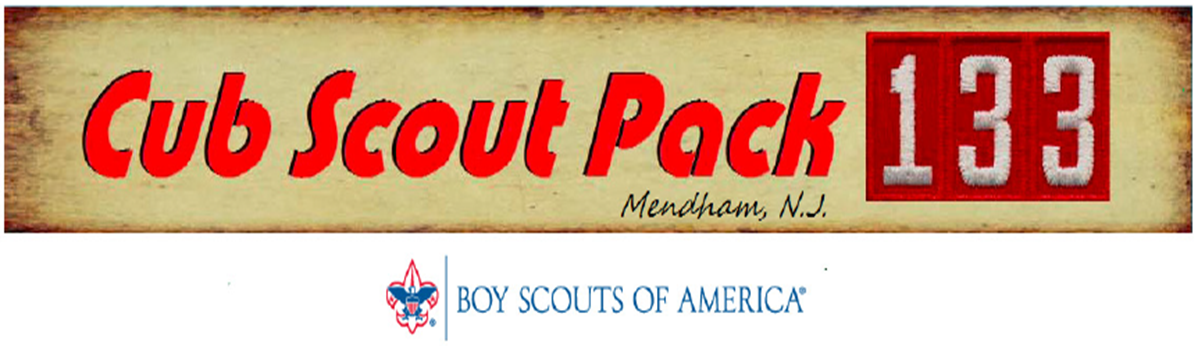 Cub Scout Pack 133
Mendham, N.J.
BOY SCOUTS OF AMERICA®